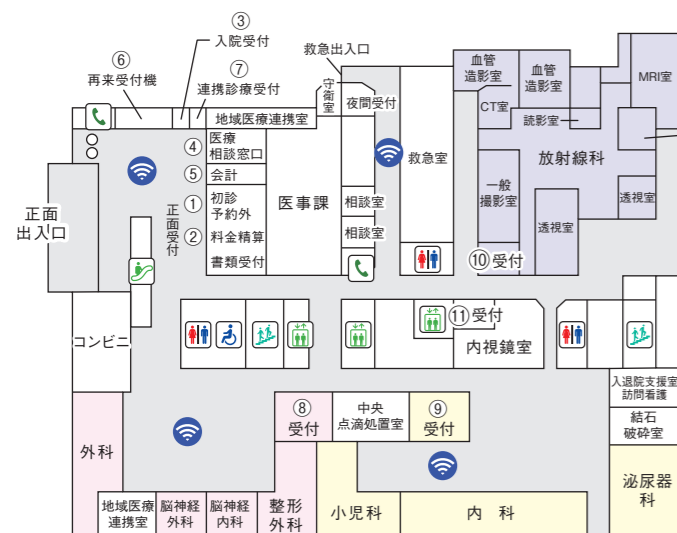 ③
入院受付
⑥
再来受付機
⑦
連携診療受付
救急出入口
守衛室
夜間受付
地域医療連携室
④
医療
相談窓口
⑤
会計
①
初診
予約外
②
料金精算
書類受付
正面受付
医事課
相談室
相談室
救急室
血管
造影室
血管
造影室
CT室
読影室
MRI室
放射線科
一般
撮影室
透視室
透視室
⑩受付
正面
出入口
コンビニ
⑪受付
内視鏡室
入退院支援室
訪問看護
結石
破砕室
泌尿器
科
⑧
受付
中央
点滴処置室
⑨
受付
外科
地域医療
連携室
脳神経
外科
脳神経
内科
整形
外科
小児科
内科